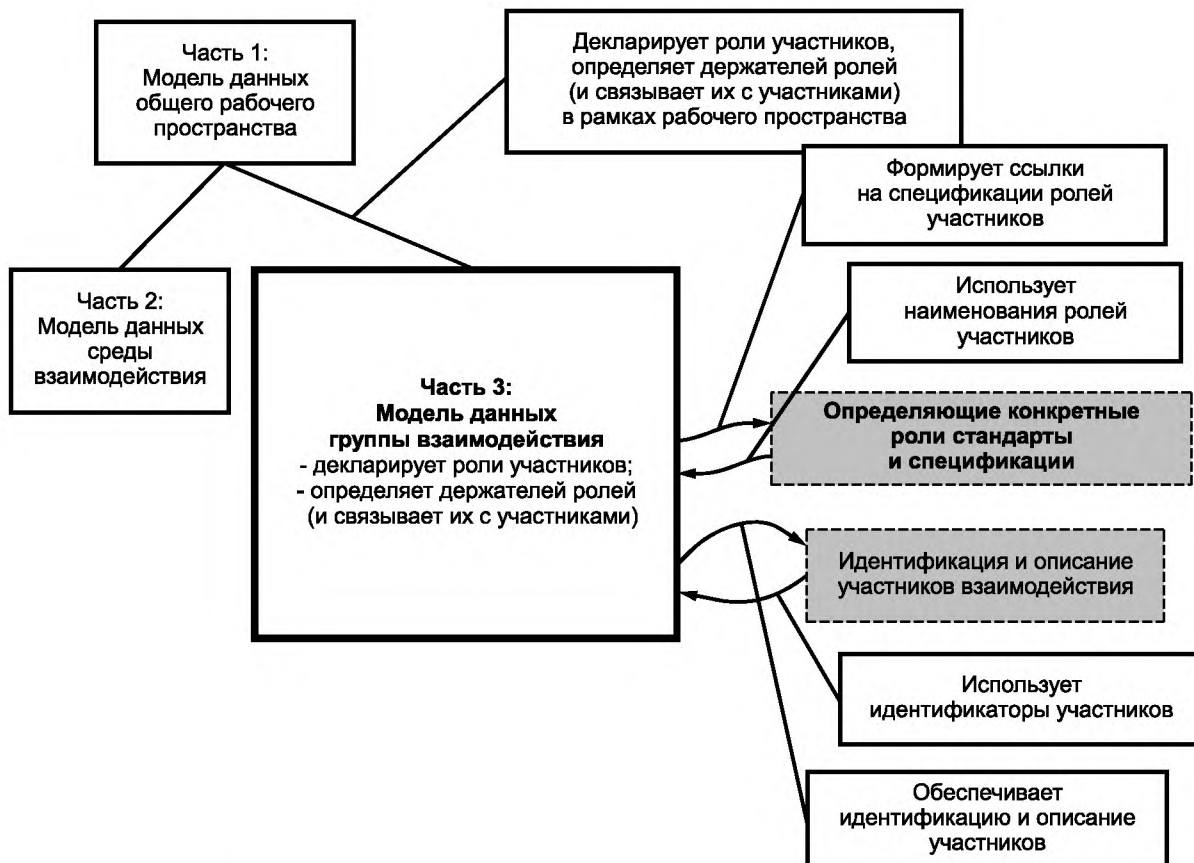 Часть 1:
Модель данных
общего рабочего
пространства
Декларирует роли участников,
определяет держателей ролей
(и связывает их с участниками)
в рамках рабочего пространства
Формирует ссылки
на спецификации ролей
участников
Часть 2:
Модель данных
среды
взаимодействия
Использует
наименования ролей
участников
Часть 3:
Модель данных
группы взаимодействия
- декларирует роли участников;
- определяет держателей ролей
(и связывает их с участниками)
Определяющие конкретные
роли стандарты
и спецификации
Идентификация и описание
участников взаимодействия
Использует
идентификаторы участников
Обеспечивает
идентификацию и описание
участников